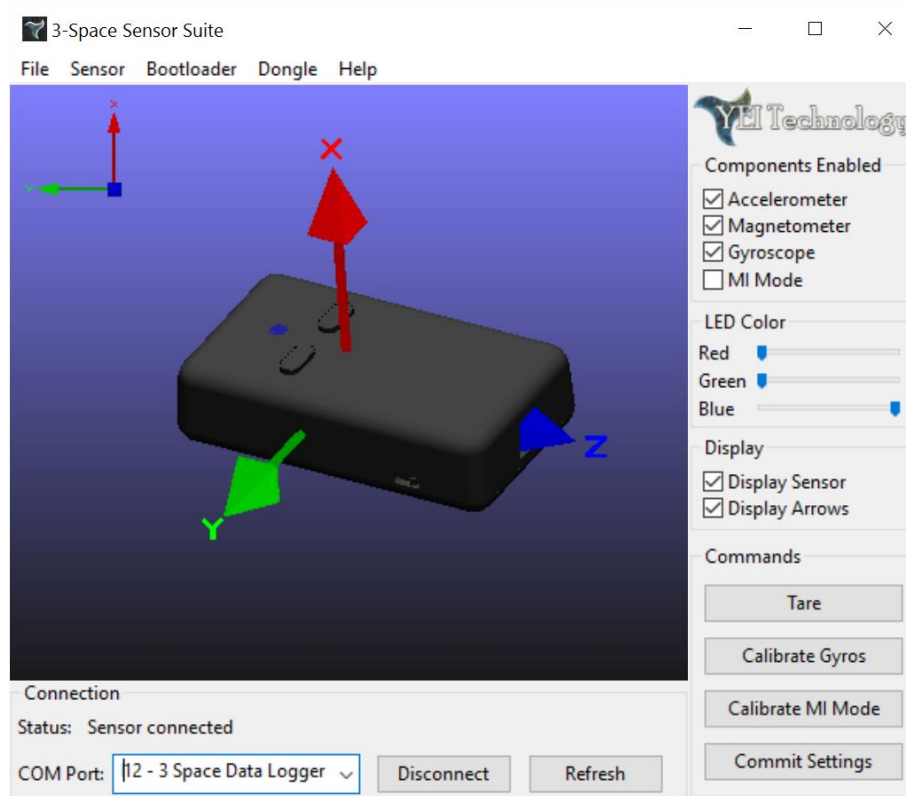 3-Space Sensor Suite
File Sensor Bootloader Dongle Help
X
Y
X
Y
Z
YEI Technology
Components Enabled
Accelerometer
Magnetometer
Gyroscope
MI Mode
LED Color
Red
Green
Blue
Display
Display Sensor
Display Arrows
Commands
Tare
Calibrate Gyros
Calibrate MI Mode
Commit Settings
Connection
Status: Sensor connected
COM Port: 12 - 3 Space Data Logger Disconnect Refresh